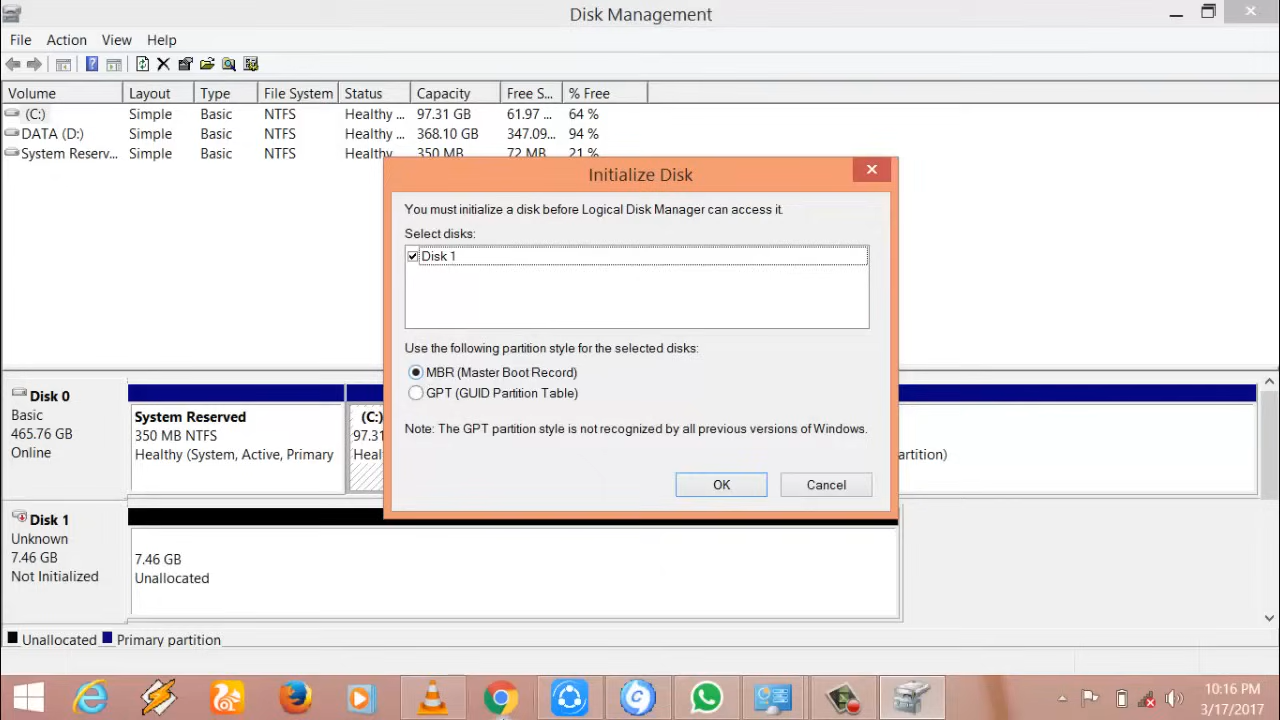 Disk Management
File Action View Help
Volume Layout Type File System Status Capacity Free S... % Free
(C:) Simple Basic NTFS Healthy ... 97.31 GB 61.97 ... 64 %
DATA (D:) Simple Basic NTFS Healthy ... 368.10 GB 347.09... 94 %
System Reserv... Simple Basic NTFS Healthy 350 MB 72 MB 21 %
Initialize Disk
You must initialize a disk before Logical Disk Manager can access it.
Select disks:
Disk 1
Use the following partition style for the selected disks:
MBR (Master Boot Record)
GPT (GUID Partition Table)
Note: The GPT partition style is not recognized by all previous versions of Windows.
OK Cancel
Disk 0
Basic
465.76 GB
Online
System Reserved
350 MB NTFS
Healthy (System, Active, Primary
(C:)
97.31
Heal
artition)
Disk 1
Unknown
7.46 GB
Not Initialized
7.46 GB
Unallocated
Unallocated Primary partition
10:16 PM
3/17/2017